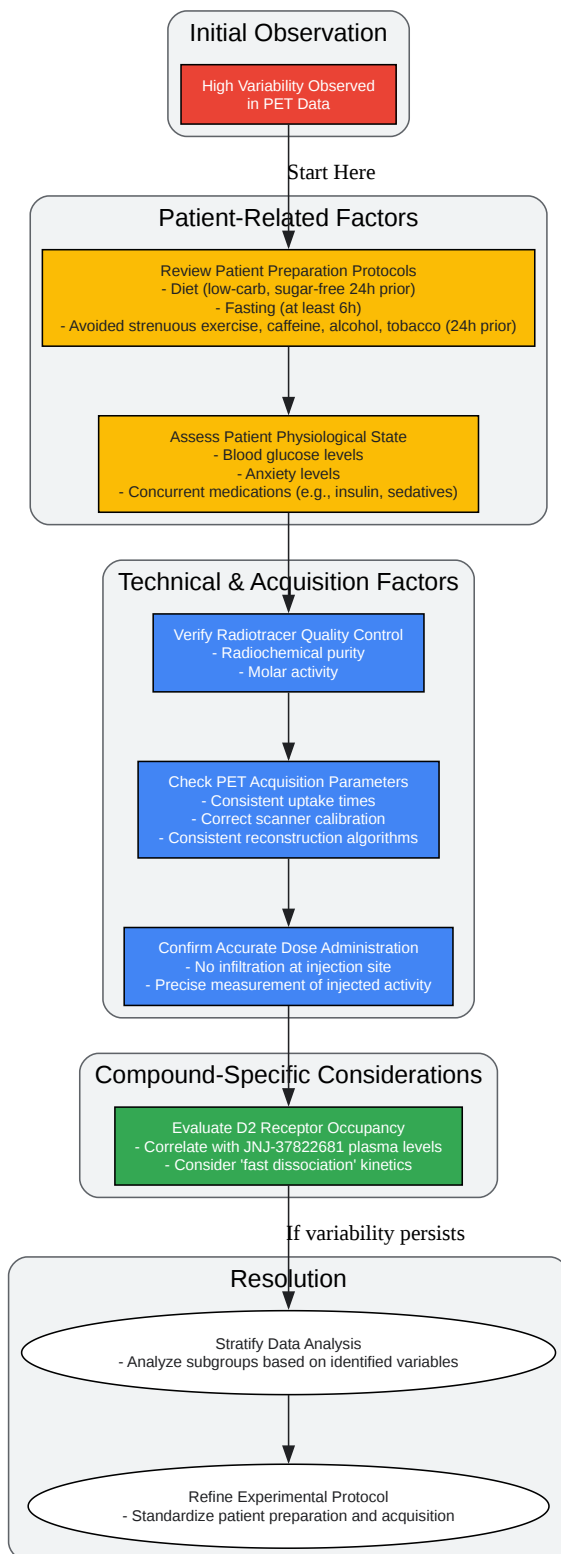 Initial Observation
High Variability Observed
in PET Data
Start Here
Patient-Related Factors
Review Patient Preparation Protocols
- Diet (low-carb, sugar-free 24h prior)
- Fasting (at least 6h)
- Avoided strenuous exercise, caffeine, alcohol, tobacco (24h prior)
Assess Patient Physiological State
- Blood glucose levels
- Anxiety levels
- Concurrent medications (e.g., insulin, sedatives)
Technical & Acquisition Factors
Verify Radiotracer Quality Control
- Radiochemical purity
- Molar activity
Check PET Acquisition Parameters
- Consistent uptake times
- Correct scanner calibration
- Consistent reconstruction algorithms
Confirm Accurate Dose Administration
- No infiltration at injection site
- Precise measurement of injected activity
Compound-Specific Considerations
Evaluate D2 Receptor Occupancy
- Correlate with JNJ-37822681 plasma levels
- Consider 'fast dissociation' kinetics
If variability persists
Resolution
Stratify Data Analysis
- Analyze subgroups based on identified variables
Refine Experimental Protocol
- Standardize patient preparation and acquisition